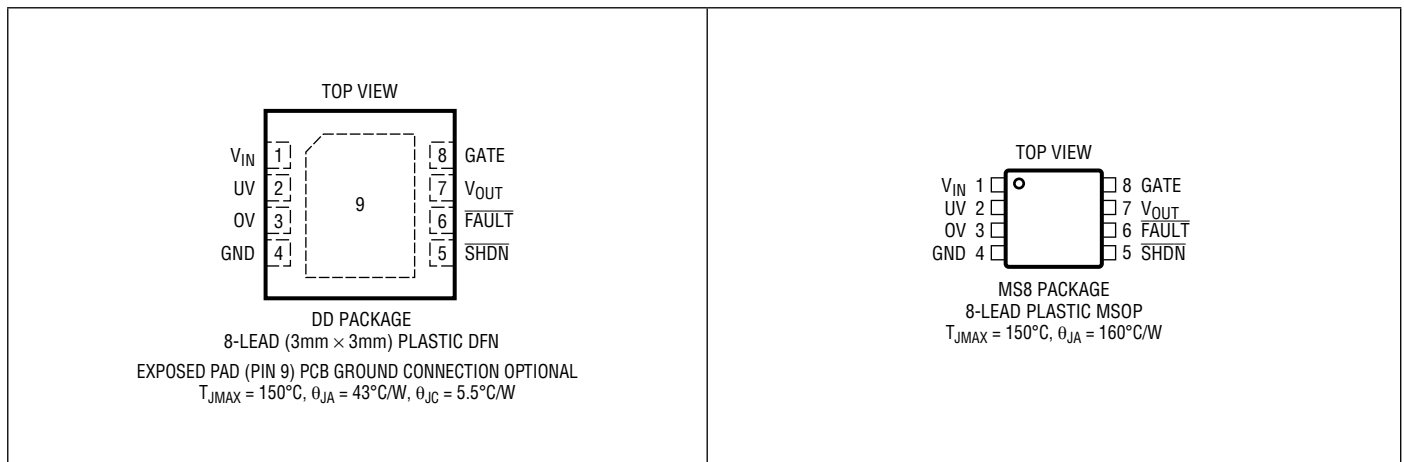 TOP VIEW
VIN 1
UV 2
OV 3
GND 4
9
8 GATE
7 VOUT
6 FAULT
5 SHDN
DD PACKAGE
8-LEAD (3mm × 3mm) PLASTIC DFN
EXPOSED PAD (PIN 9) PCB GROUND CONNECTION OPTIONAL
TJMAX = 150°C, θJA = 43°C/W, θJC = 5.5°C/W
TOP VIEW
VIN 1
UV 2
OV 3
GND 4
8 GATE
7 VOUT
6 FAULT
5 SHDN
MS8 PACKAGE
8-LEAD PLASTIC MSOP
TJMAX = 150°C, θJA = 160°C/W